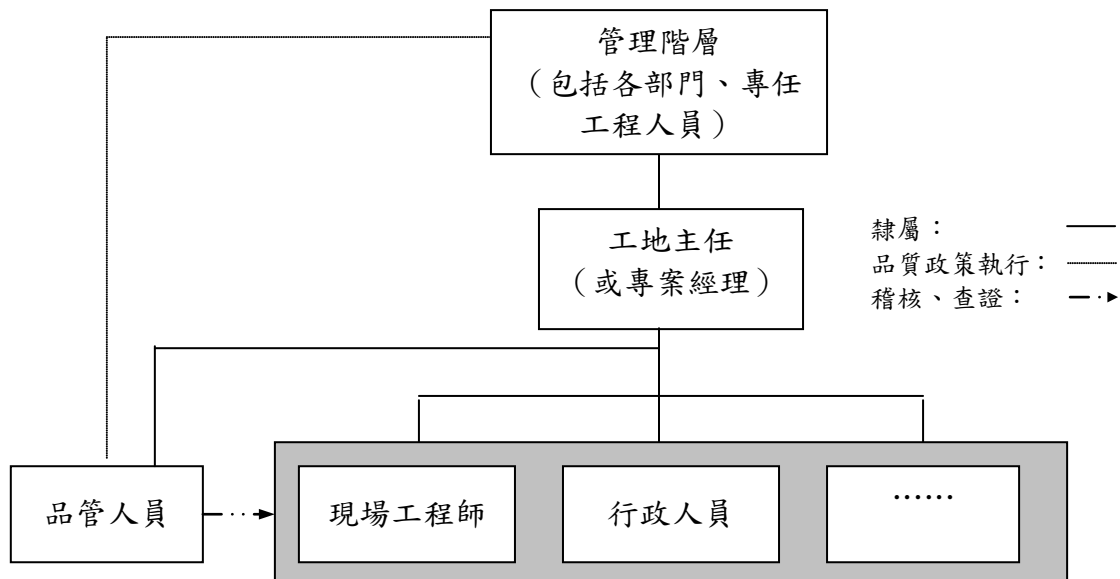 管理階層
（包括各部門、專任
工程人員）
工地主任
（或專案經理）
隸屬：
品質政策執行：
稽核、查證：
品管人員
現場工程師
行政人員
……